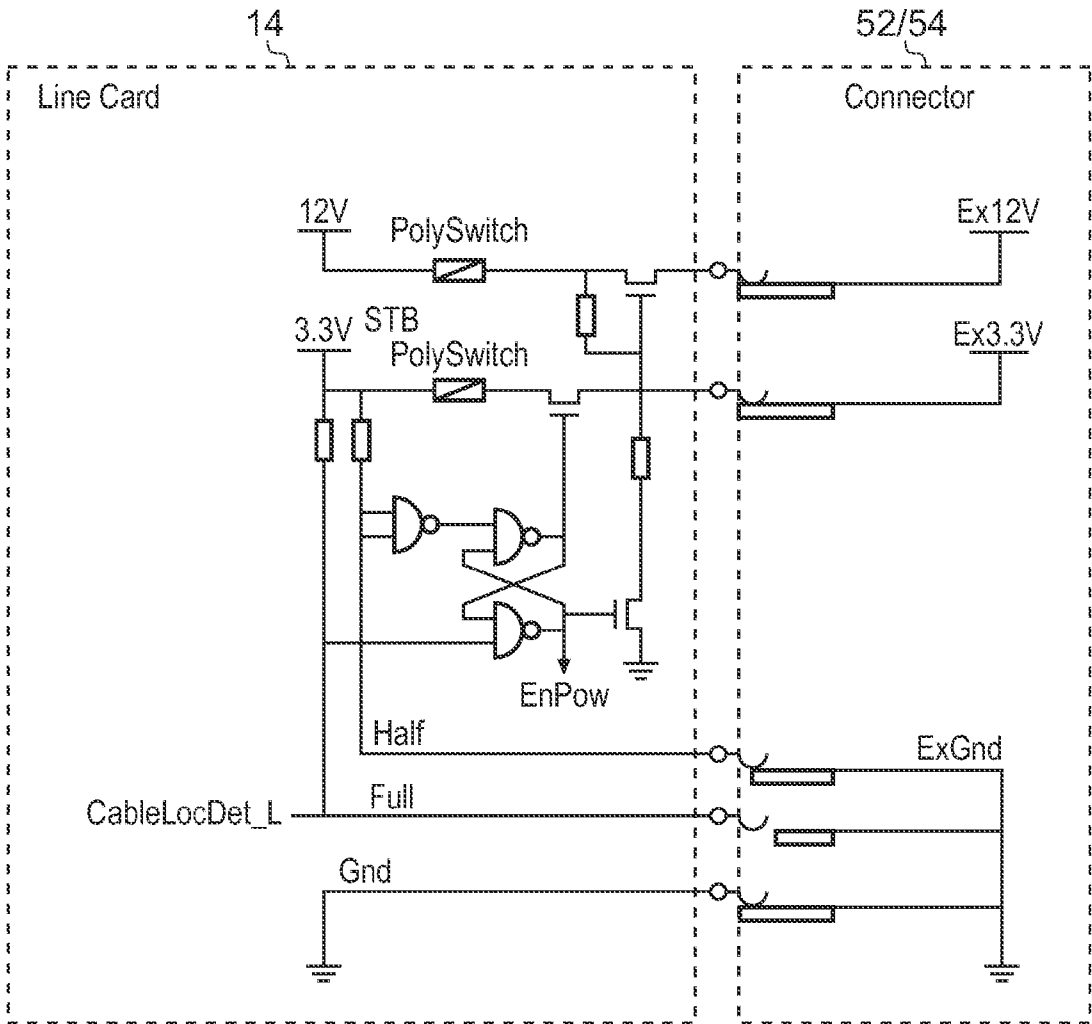 14
52/54
Line Card
Connector
12V
PolySwitch
Ex12V
3.3V
STB
PolySwitch
Ex3.3V
EnPow
Half
ExGnd
CableLocDet_L
Full
Gnd